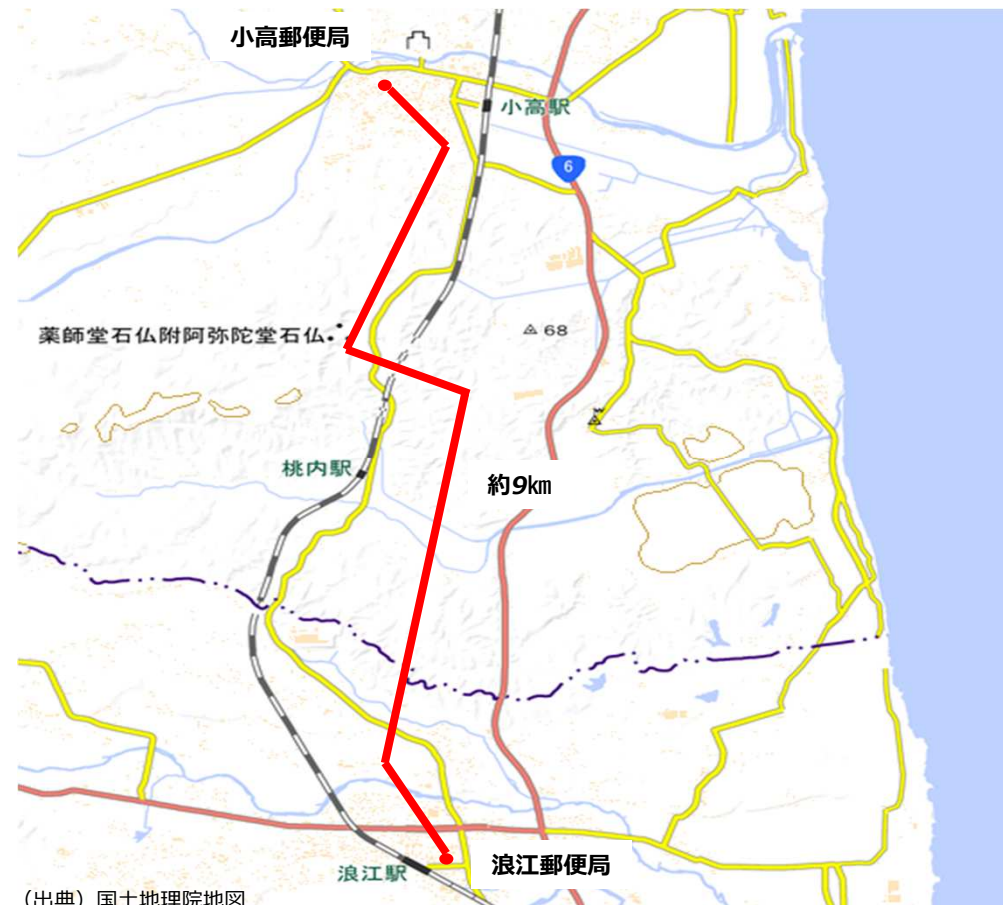 小高郵便局
小高駅
6
薬師堂石仏附阿弥陀堂石仏
68
桃内駅
約9㎞
浪江郵便局
浪江駅
（出典）国土地理院地図